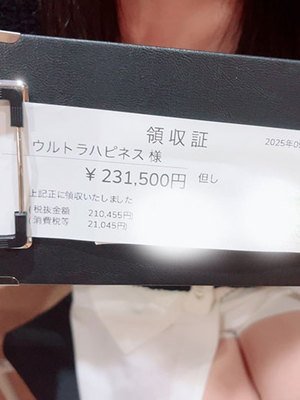 領収証
2025年0
ウルトラハピネス 様
￥231,500円 但し
上記正に領収いたしました
(税抜金額 210,455円
(消費税等 21,045円)